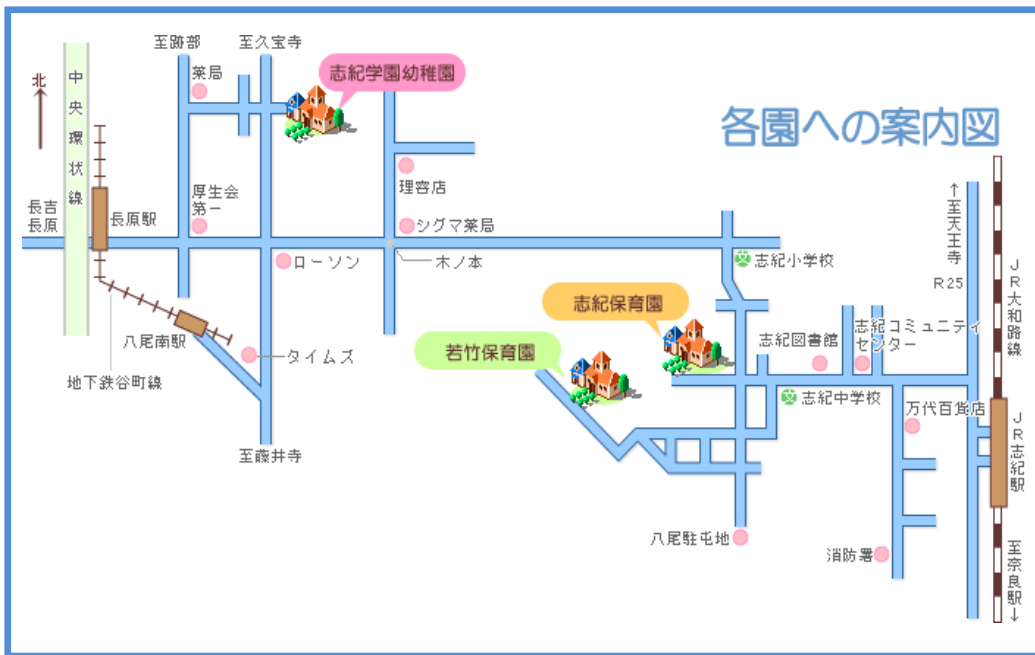 各園への案内図
至跡部
至久宝寺
志紀学園幼稚園
薬局
北
中央環状線
理容店
長吉
長原
長原駅
厚生会
第一
シグマ薬局
ローソン
木ノ本
志紀小学校
↑至天王寺
R25
JR大和路線
八尾南駅
タイムズ
地下鉄谷町線
志紀保育園
若竹保育園
志紀図書館
志紀コミュニティ
センター
志紀中学校
万代百貨店
JR志紀駅
至藤井寺
八尾駐屯地
消防署
至奈良駅↓
文
文